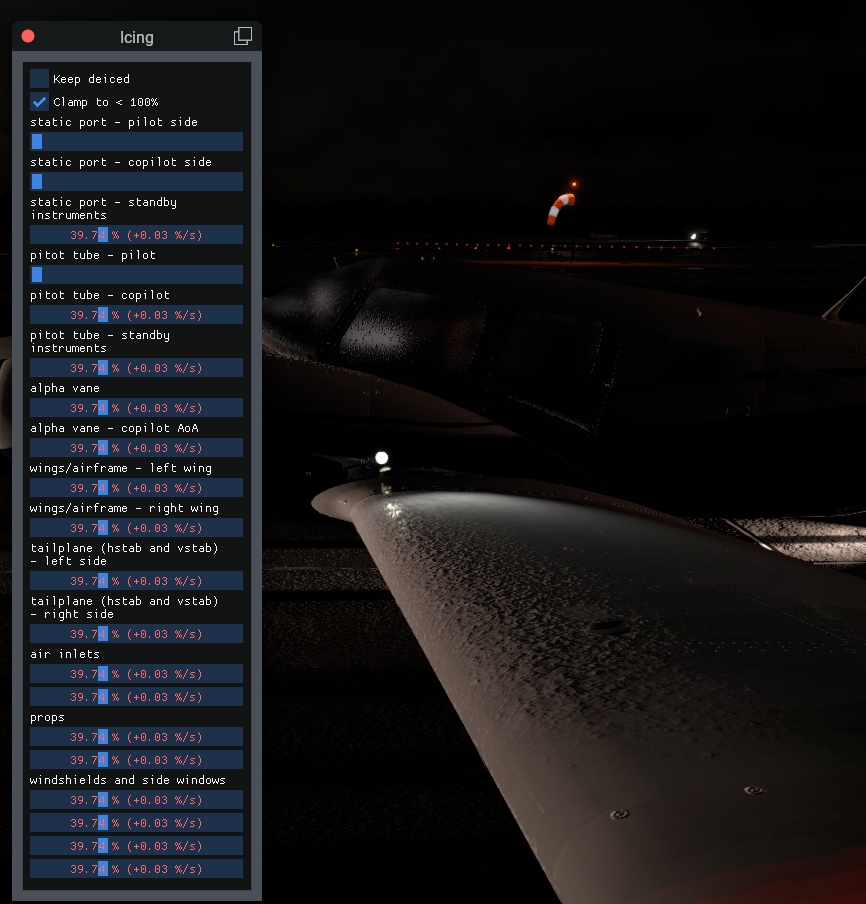 Icing
Keep deiced
Clamp to < 100%
static port - pilot side
static port - copilot side
static port - standby
instruments
39.74 % (+0.03 %/s)
pitot tube - pilot
pitot tube - copilot
39.74 % (+0.03 %/s)
pitot tube - standby
instruments
39.74 % (+0.03 %/s)
alpha vane
39.74 % (+0.03 %/s)
alpha vane - copilot AoA
39.74 % (+0.03 %/s)
wings/airframe - left wing
39.74 % (+0.03 %/s)
wings/airframe - right wing
39.74 % (+0.03 %/s)
tailplane (hstab and vstab)
- left side
39.74 % (+0.03 %/s)
tailplane (hstab and vstab)
- right side
39.74 % (+0.03 %/s)
air inlets
39.74 % (+0.03 %/s)
39.74 % (+0.03 %/s)
props
39.74 % (+0.03 %/s)
39.74 % (+0.03 %/s)
windshields and side windows
39.74 % (+0.03 %/s)
39.74 % (+0.03 %/s)
39.74 % (+0.03 %/s)
39.74 % (+0.03 %/s)